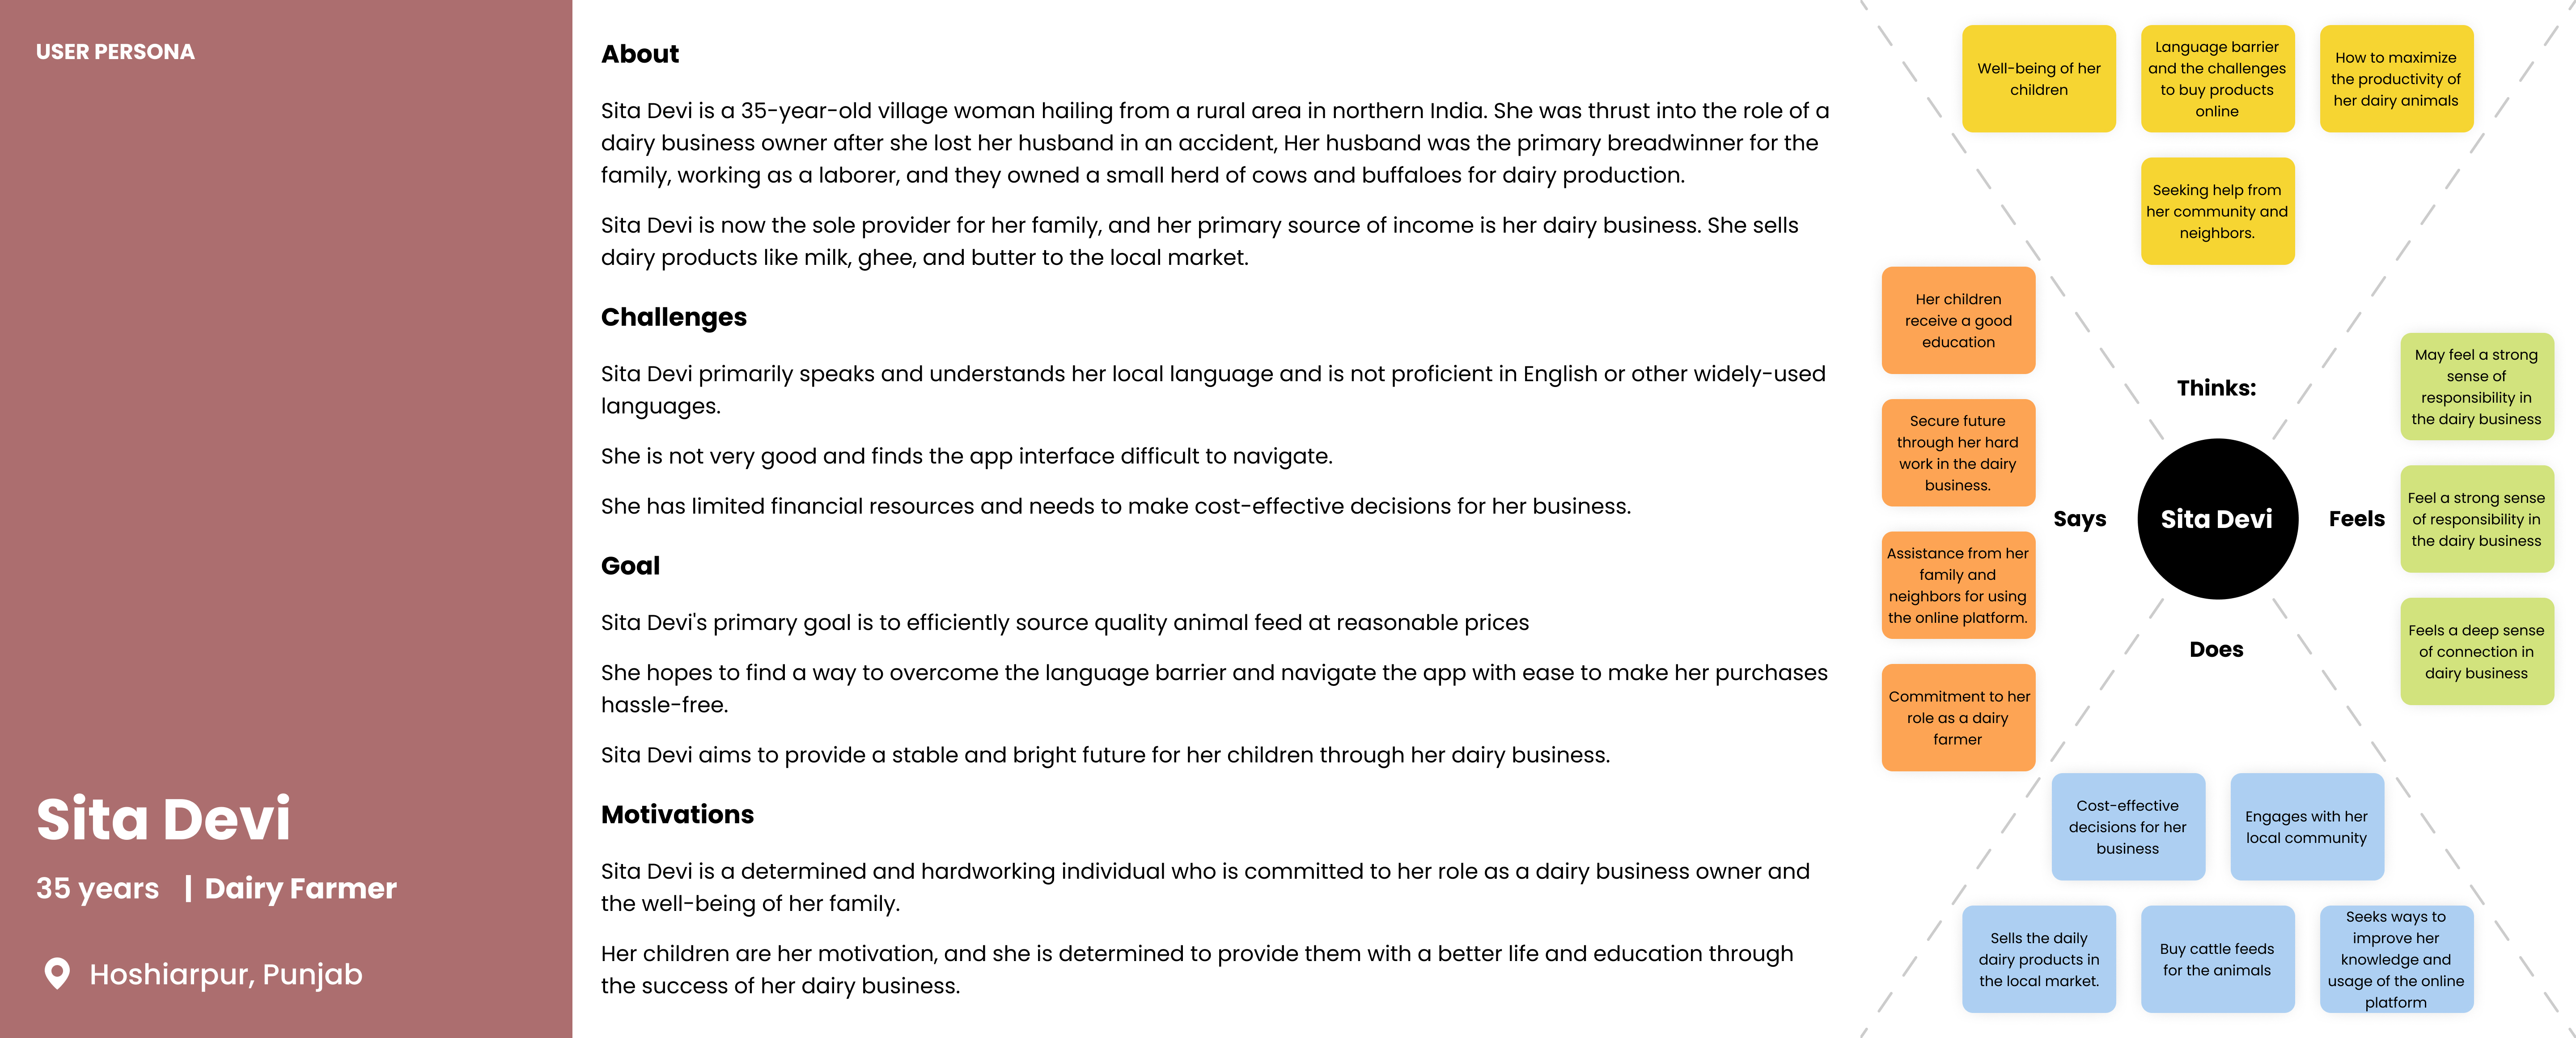 USER PERSONA
Sita Devi
35 years | Dairy Farmer
Hoshiarpur, Punjab
About
Sita Devi is a 35-year-old village woman hailing from a rural area in northern India. She was thrust into the role of a
dairy business owner after she lost her husband in an accident, Her husband was the primary breadwinner for the
family, working as a laborer, and they owned a small herd of cows and buffaloes for dairy production.
Sita Devi is now the sole provider for her family, and her primary source of income is her dairy business. She sells
dairy products like milk, ghee, and butter to the local market.
Challenges
Sita Devi primarily speaks and understands her local language and is not proficient in English or other widely-used
languages.
She is not very good and finds the app interface difficult to navigate.
She has limited financial resources and needs to make cost-effective decisions for her business.
Goal
Sita Devi's primary goal is to efficiently source quality animal feed at reasonable prices
She hopes to find a way to overcome the language barrier and navigate the app with ease to make her purchases
hassle-free.
Sita Devi aims to provide a stable and bright future for her children through her dairy business.
Motivations
Sita Devi is a determined and hardworking individual who is committed to her role as a dairy business owner and
the well-being of her family.
Her children are her motivation, and she is determined to provide them with a better life and education through
the success of her dairy business.
Well-being of her
children
Language barrier
and the challenges
to buy products
online
How to maximize
the productivity of
her dairy animals
Seeking help from
her community and
neighbors.
Thinks:
Her children
receive a good
education
Secure future
through her hard
work in the dairy
business.
Assistance from her
family and
neighbors for using
the online platform.
Commitment to her
role as a dairy
farmer
Says
Sita Devi
Feels
May feel a strong
sense of
responsibility in
the dairy business
Feel a strong sense
of responsibility in
the dairy business
Feels a deep sense
of connection in
dairy business
Does
Cost-effective
decisions for her
business
Engages with her
local community
Sells the daily
dairy products in
the local market.
Buy cattle feeds
for the animals
Seeks ways to
improve her
knowledge and
usage of the online
platform